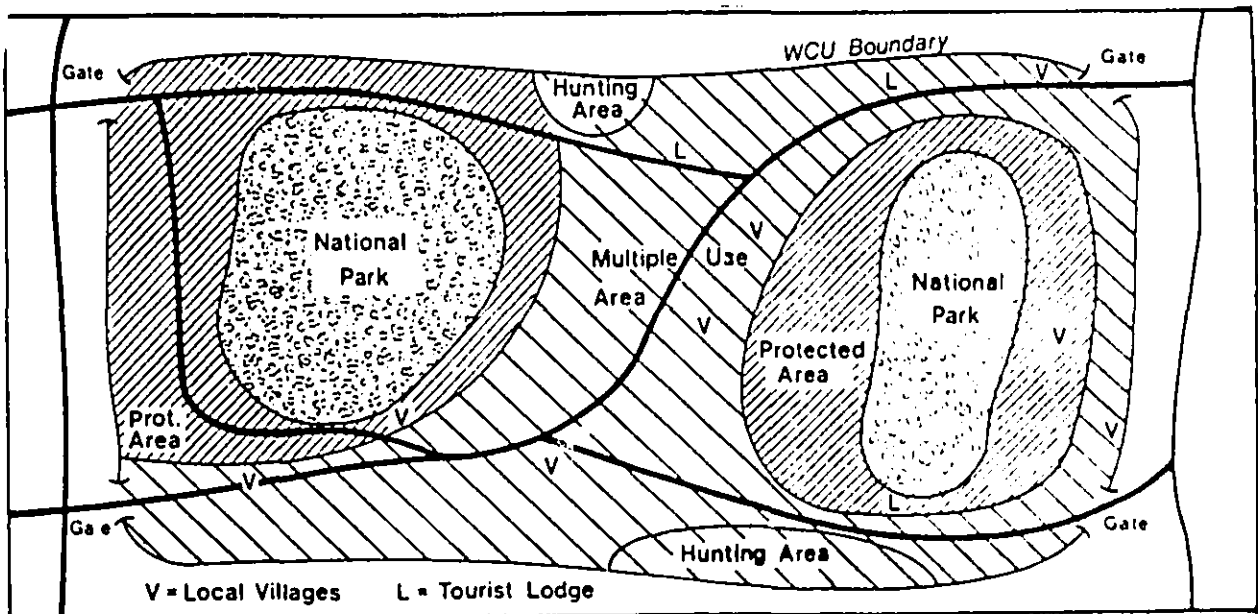 WCU Boundary
Gate
L
V
Gate
Hunting
Area
L
National
Park
V
Multiple Use
Area
V
National
Park
V
Protected
Area
Prot.
Area
V
V
V
V
L
Gate
Gate
Hunting Area
V = Local Villages L = Tourist Lodge